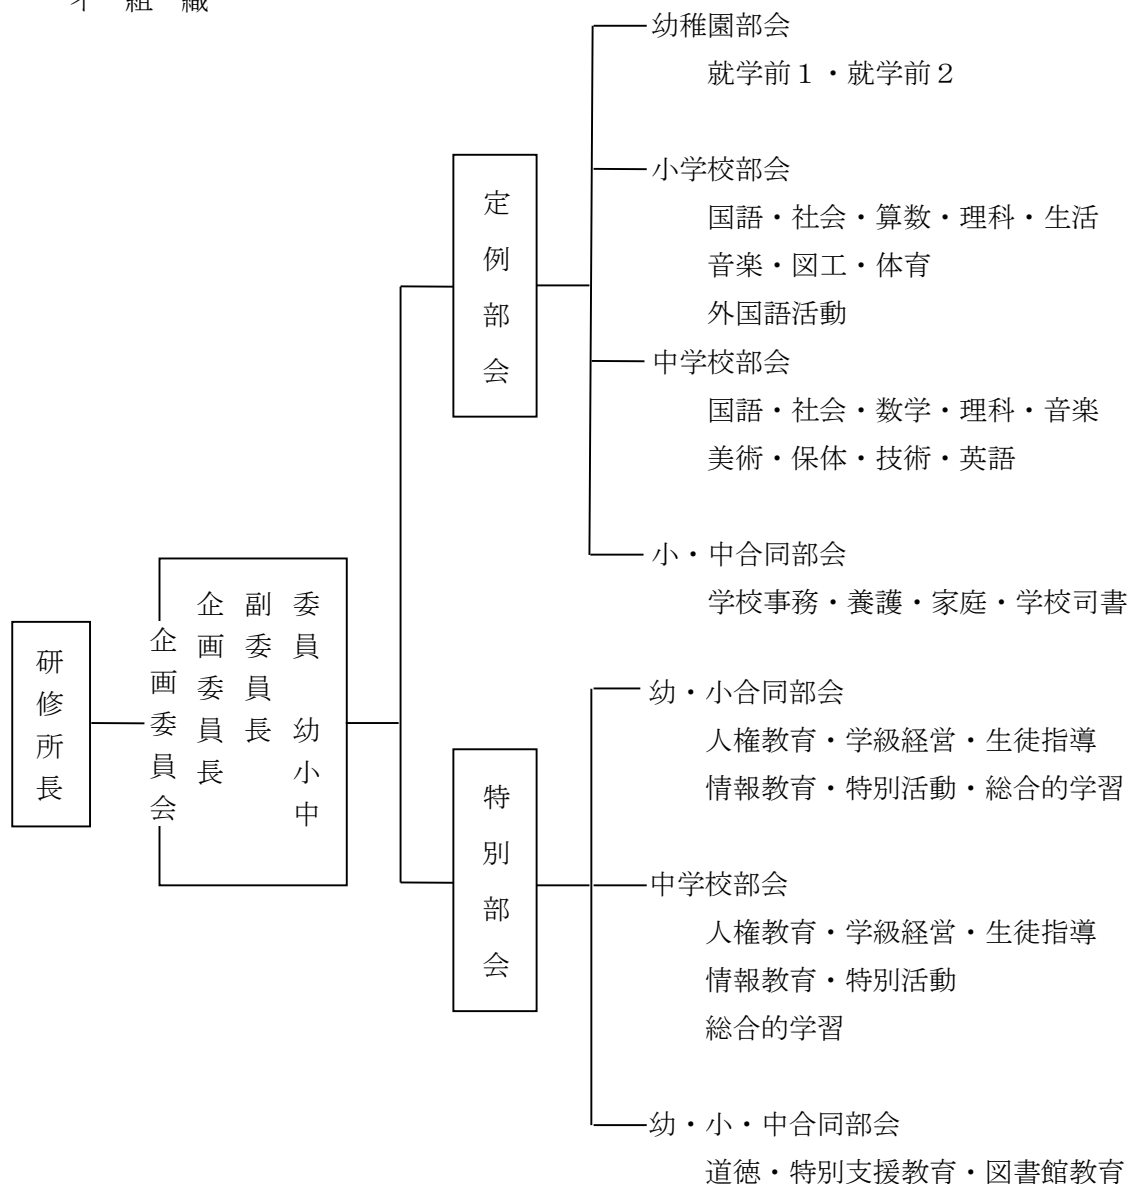 組　織
幼稚園部会
就学前１・就学前２
小学校部会
国語・社会・算数・理科・生活
音楽・図工・体育
外国語活動
中学校部会
国語・社会・数学・理科・音楽
美術・保体・技術・英語
小・中合同部会
学校事務・養護・家庭・学校司書
定例部会
研修所長
企画委員会
企画委員長
副委員長
委員　幼小中
特別部会
幼・小合同部会
人権教育・学級経営・生徒指導
情報教育・特別活動・総合的学習
中学校部会
人権教育・学級経営・生徒指導
情報教育・特別活動
総合的学習
幼・小・中合同部会
道徳・特別支援教育・図書館教育